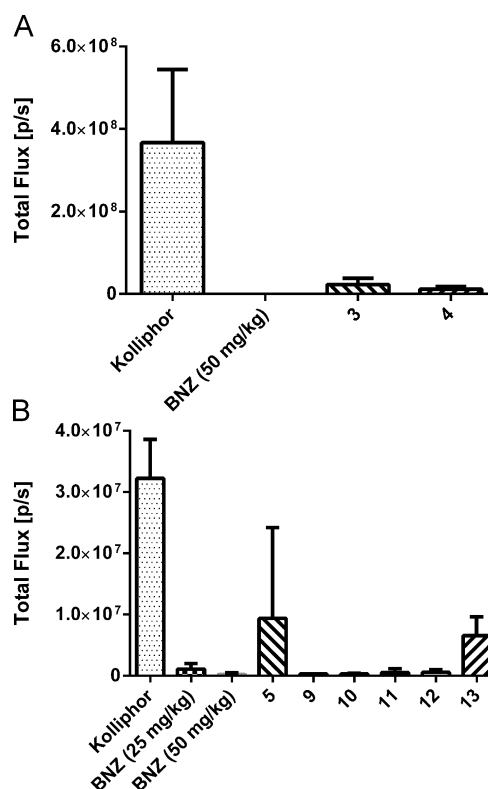 A
Total Flux [p/s]
6.0×10⁸
4.0×10⁸
2.0×10⁸
0
Kolliphor
BNZ (50 mg/kg)
3
4
B
Total Flux [p/s]
4.0×10⁷
3.0×10⁷
2.0×10⁷
1.0×10⁷
0
Kolliphor
BNZ (25 mg/kg)
BNZ (50 mg/kg)
5
9
10
11
12
13